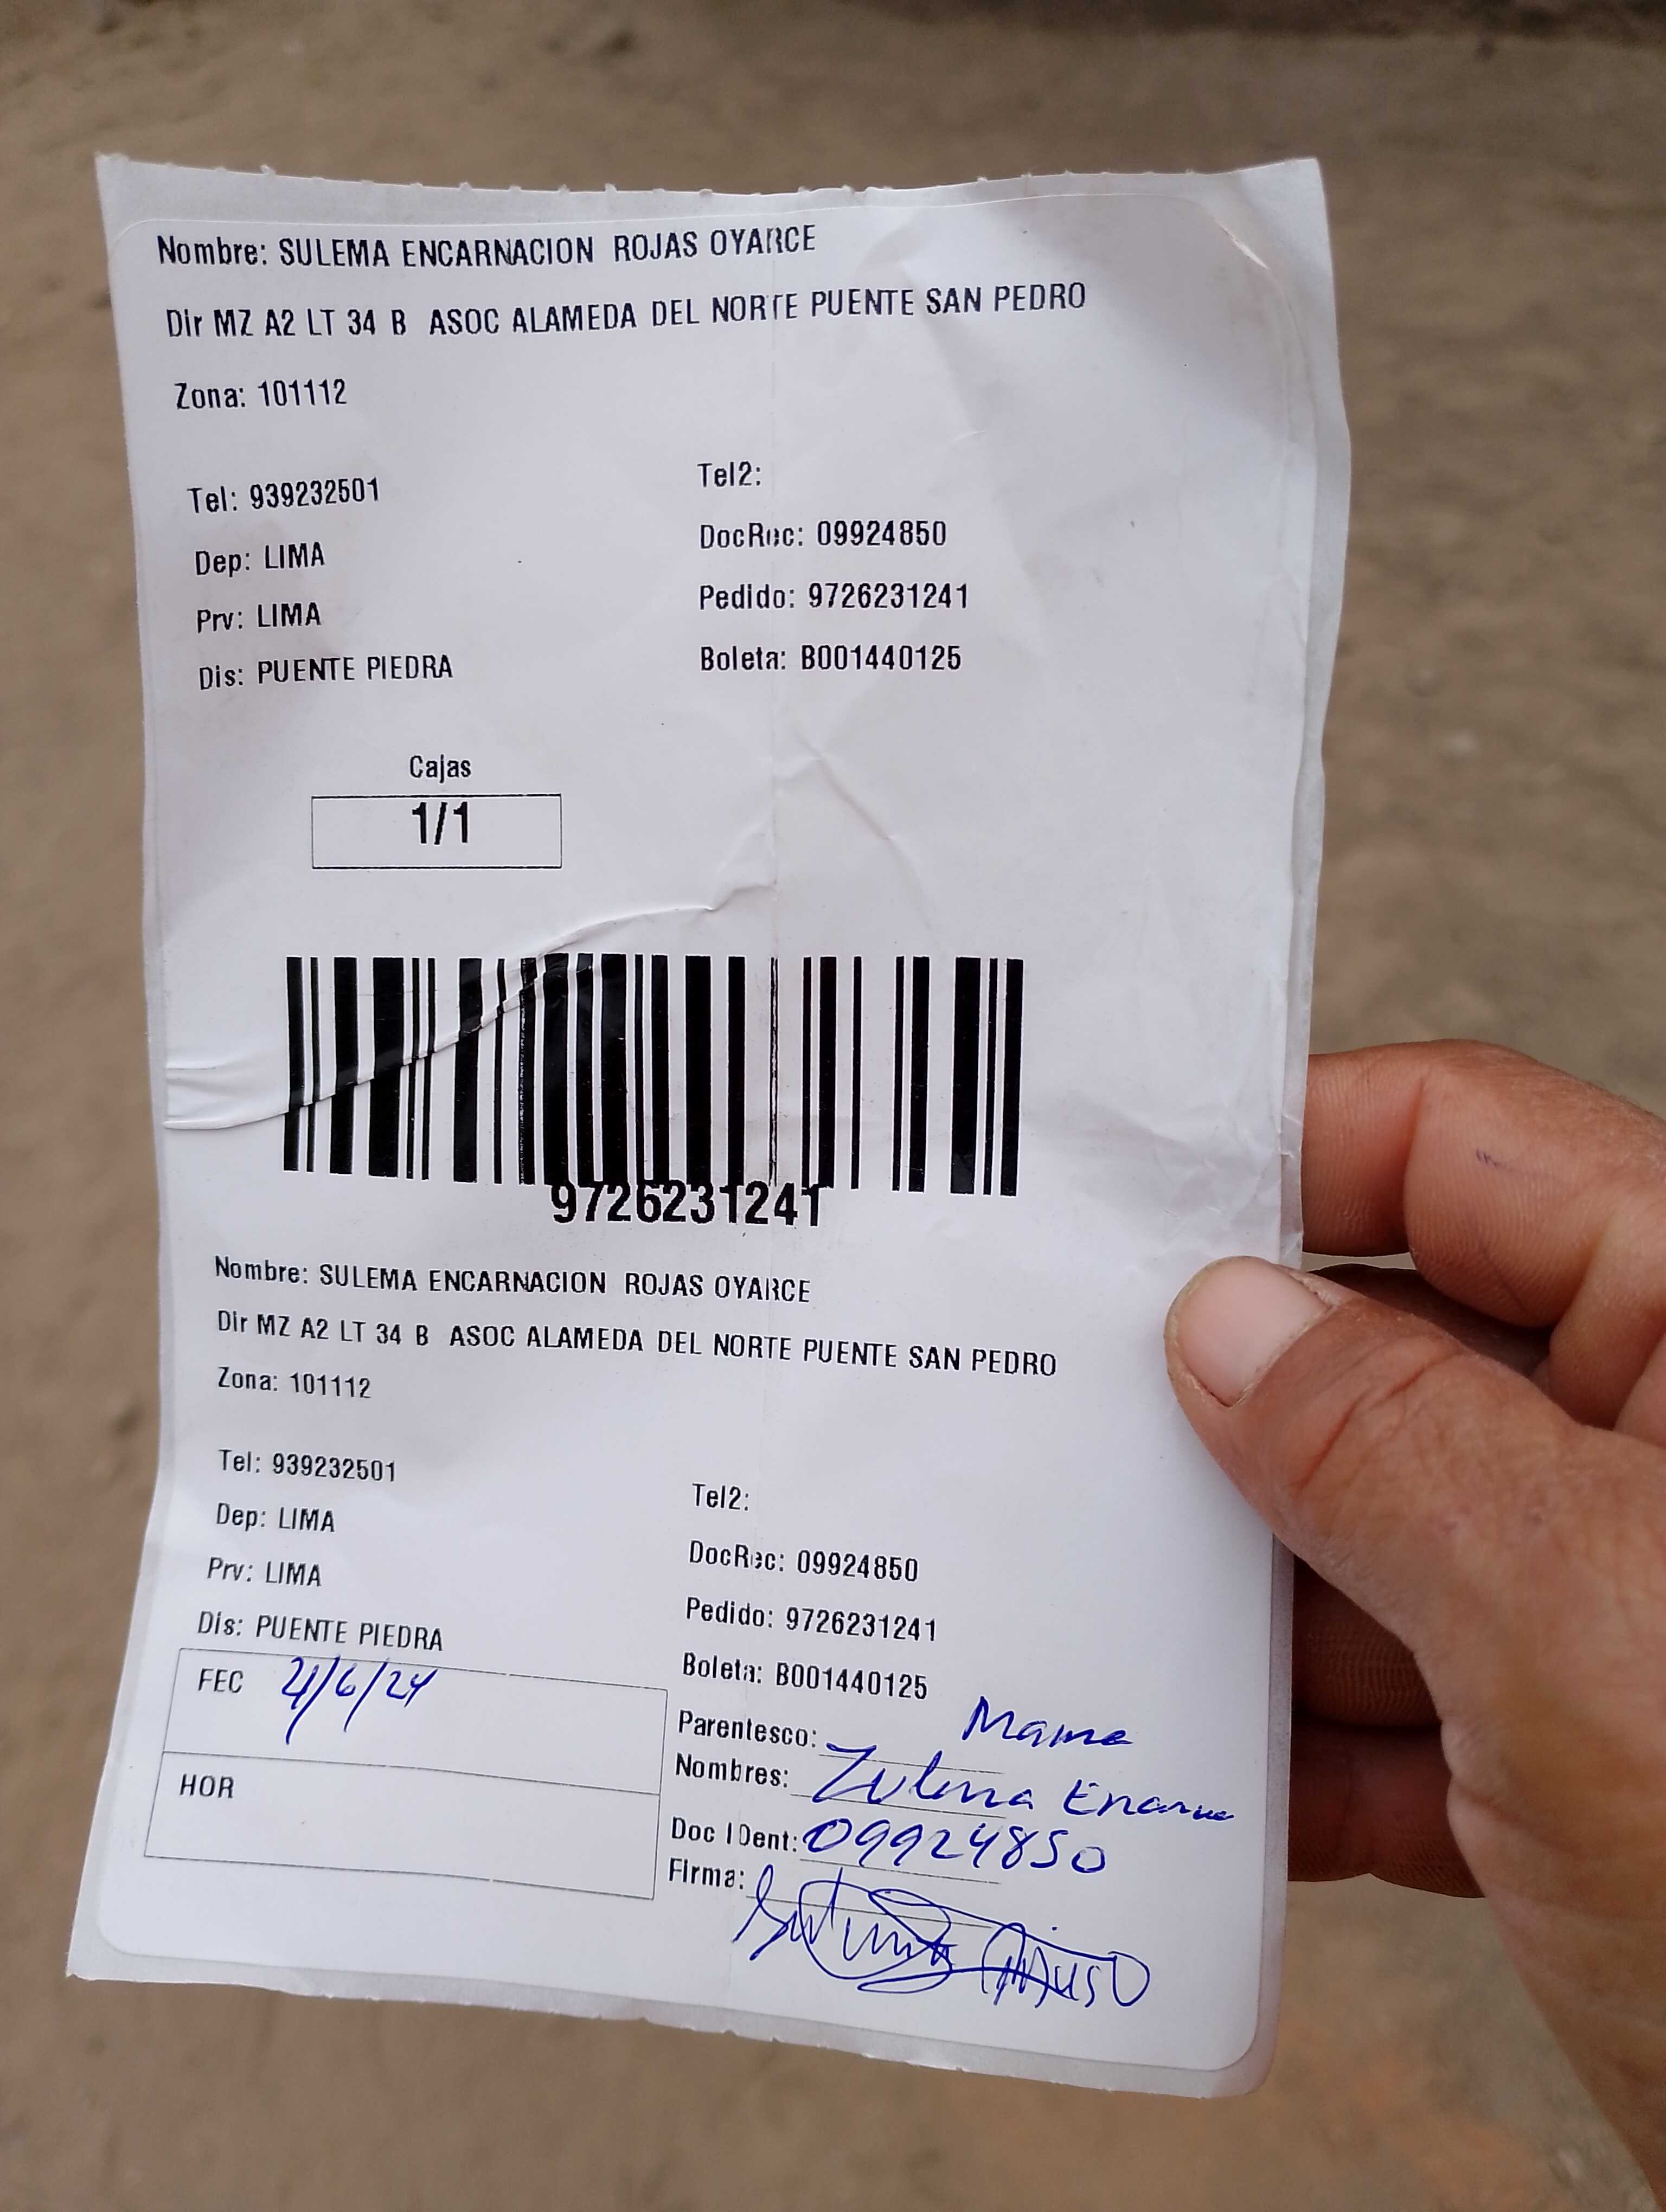 Nombre: SULEMA ENCARNACION ROJAS OYARCE
Dir MZ A2 LT 34 B ASOC ALAMEDA DEL NORTE PUENTE SAN PEDRO
Zona: 101112
Tel: 939232501
Tel2:
Dep: LIMA
DocRec: 09924850
Prv: LIMA
Pedido: 9726231241
Dis: PUENTE PIEDRA
Boleta: B001440125
Cajas
1/1
9726231241
Nombre: SULEMA ENCARNACION ROJAS OYARCE
Dir MZ A2 LT 34 B ASOC ALAMEDA DEL NORTE PUENTE SAN PEDRO
Zona: 101112
Tel: 939232501
Tel2:
Dep: LIMA
DocRec: 09924850
Prv: LIMA
Pedido: 9726231241
Dis: PUENTE PIEDRA
Boleta: B001440125
FEC
HOR
Parentesco: Mama
Nombres: Zulema
Doc IDent: 09924850
Firma: